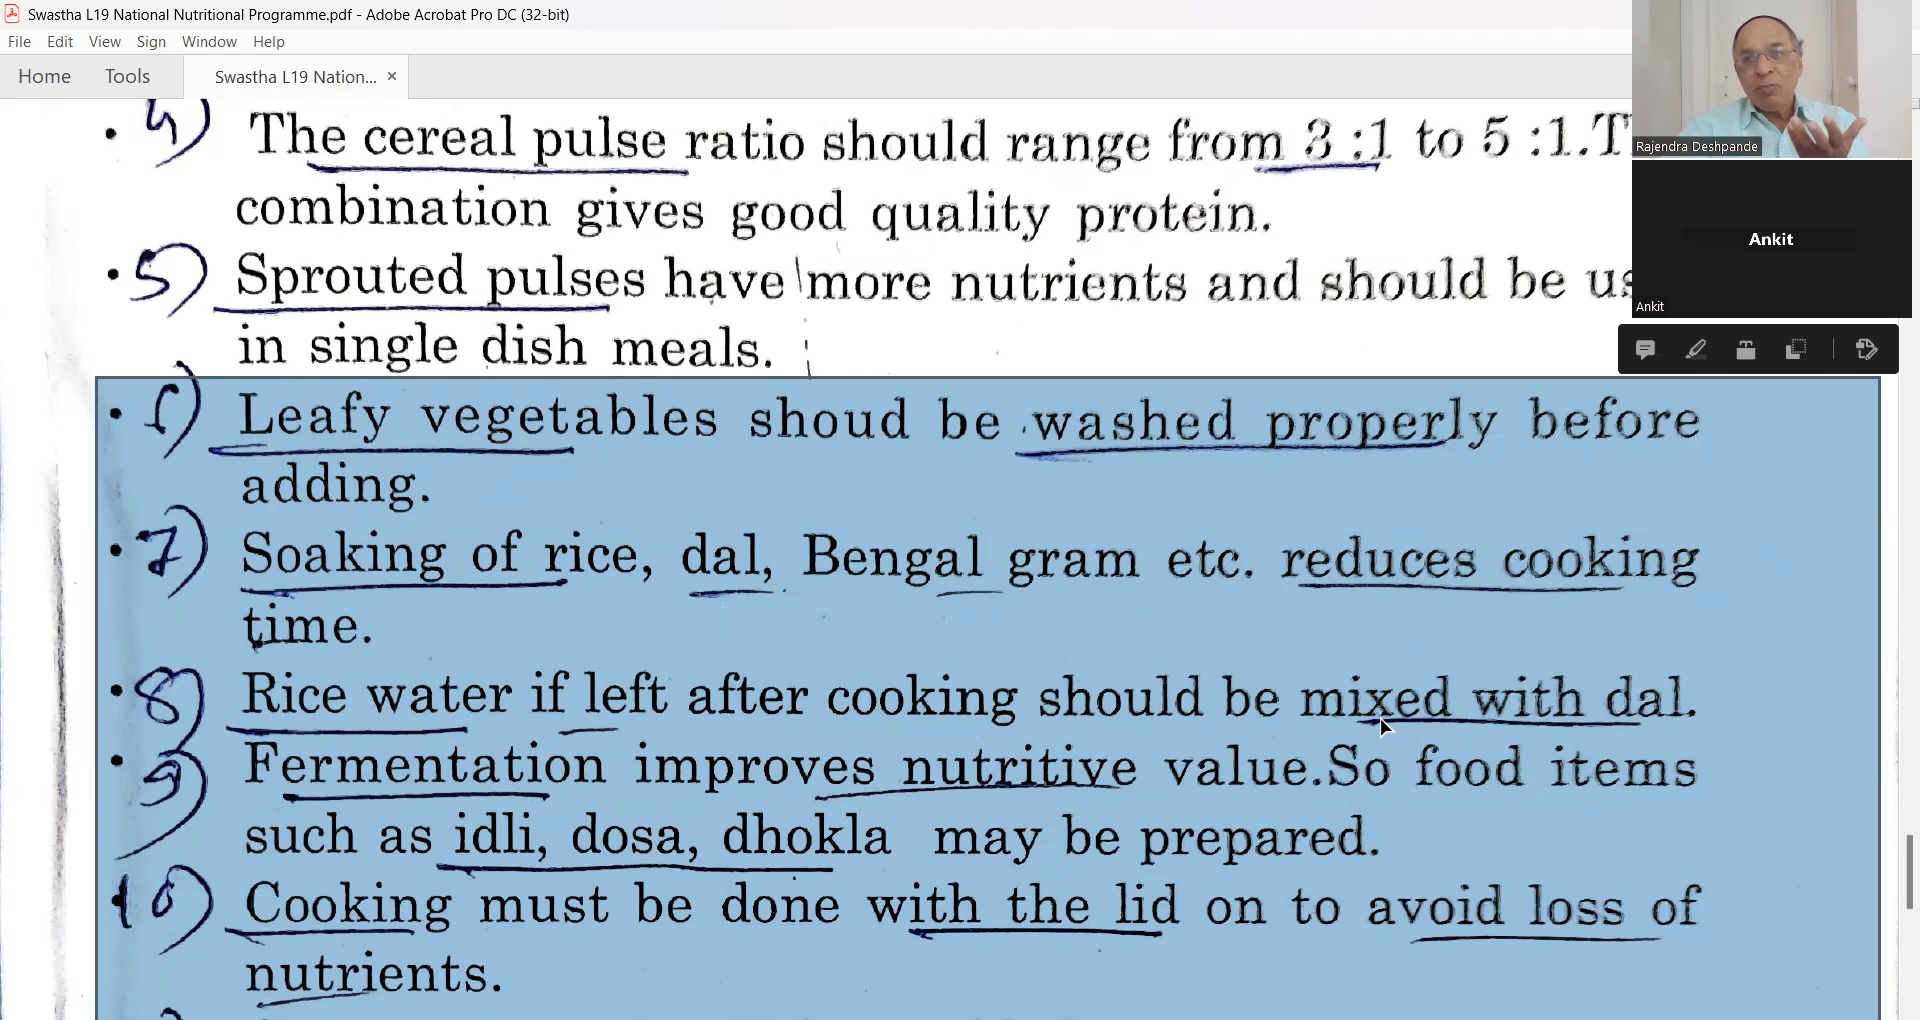 Swastha L19 National Nutritional Programme.pdf - Adobe Acrobat Pro DC (32-bit)
File Edit View Sign Window Help
Home Tools Swastha L19 Nation... ×
Rajendra Deshpande
Ankit
Ankit
• 4) The cereal pulse ratio should range from 3 :1 to 5 :1.T
combination gives good quality protein.
• 5) Sprouted pulses have more nutrients and should be us
in single dish meals.
• 6) Leafy vegetables shoud be washed properly before
adding.
• 7) Soaking of rice, dal, Bengal gram etc. reduces cooking
time.
• 8) Rice water if left after cooking should be mixed with dal.
• 9) Fermentation improves nutritive value.So food items
such as idli, dosa, dhokla may be prepared.
• 10) Cooking must be done with the lid on to avoid loss of
nutrients.